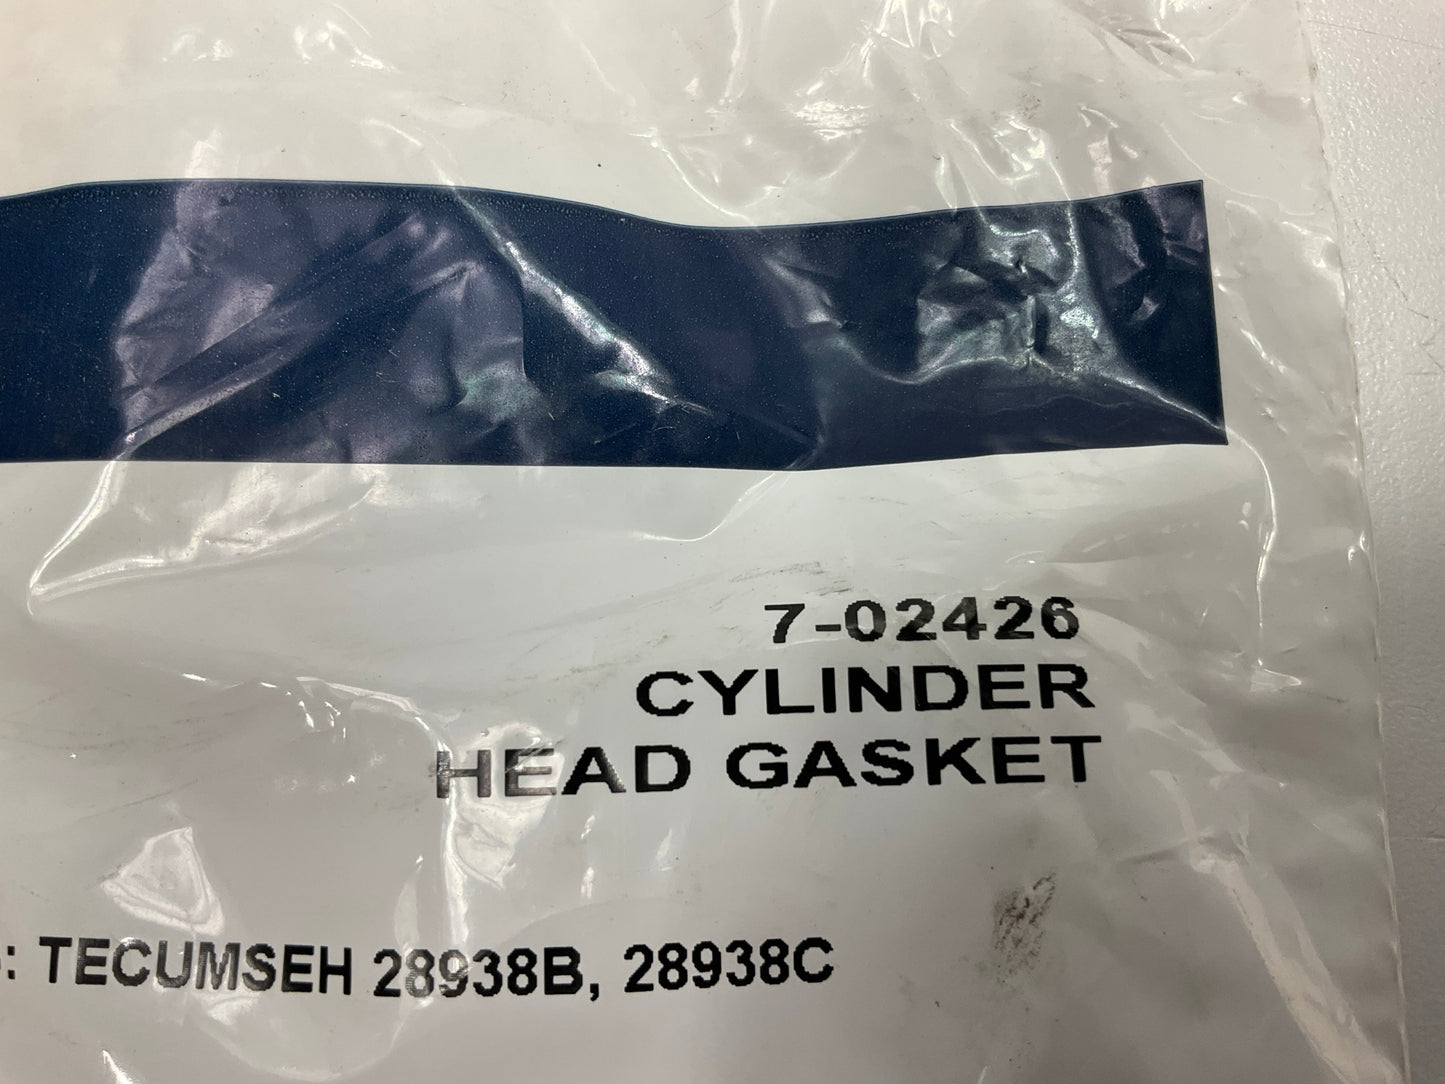 7-02426
CYLINDER
HEAD GASKET
: TECUMSEH 28938B, 28938C